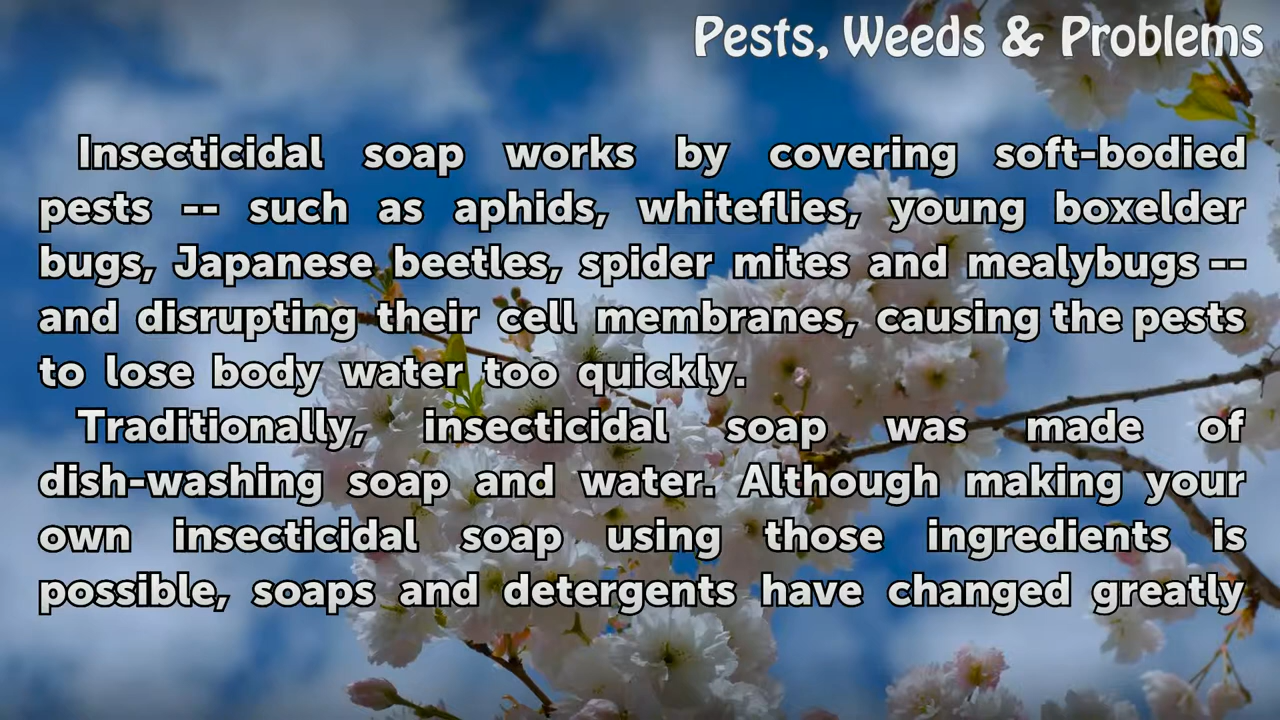 Pests, Weeds & Problems
Insecticidal soap works by covering soft-bodied
pests -- such as aphids, whiteflies, young boxelder
bugs, Japanese beetles, spider mites and mealybugs --
and disrupting their cell membranes, causing the pests
to lose body water too quickly.
Traditionally, insecticidal soap was made of
dish-washing soap and water. Although making your
own insecticidal soap using those ingredients is
possible, soaps and detergents have changed greatly